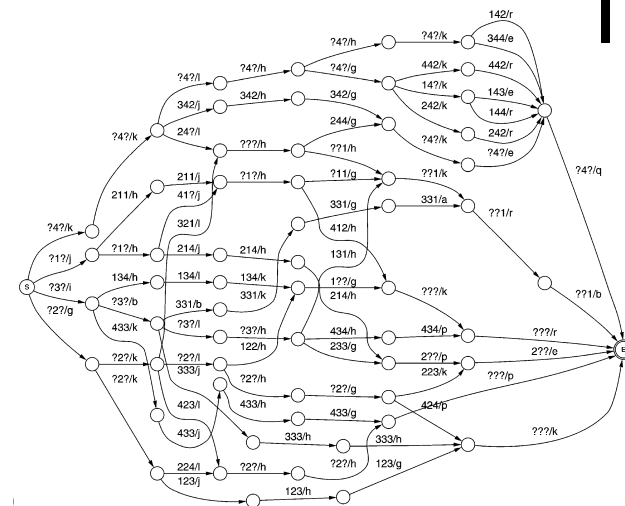 142/r
?4?/h
?4?/k
344/e
?4?/l
?4?/h
?4?/g
442/k
442/r
342/j
342/h
342/g
14?/k
143/e
144/r
?4?/k
24?/l
244/g
242/k
242/r
???/h
??1/h
?4?/k
?4?/e
?4?/q
211/h
211/j
?1?/h
?11/g
??1/k
41?/j
331/g
331/a
?4?/k
321/l
412/h
??1/r
?1?/j
?1?/h
214/j
214/h
131/h
s
?3?/i
134/h
134/l
134/k
1??/g
??1/b
?2?/g
?3?/b
331/b
331/k
214/h
???/k
433/k
?3?/l
?3?/h
434/h
434/p
???/r
122/h
233/g
2??/p
2??/e
E
?2?/k
?2?/l
333/j
223/k
???/p
?2?/k
?2?/h
?2?/g
423/l
433/h
433/g
424/p
433/j
333/h
333/h
???/k
224/l
?2?/h
?2?/h
123/g
123/j
123/h